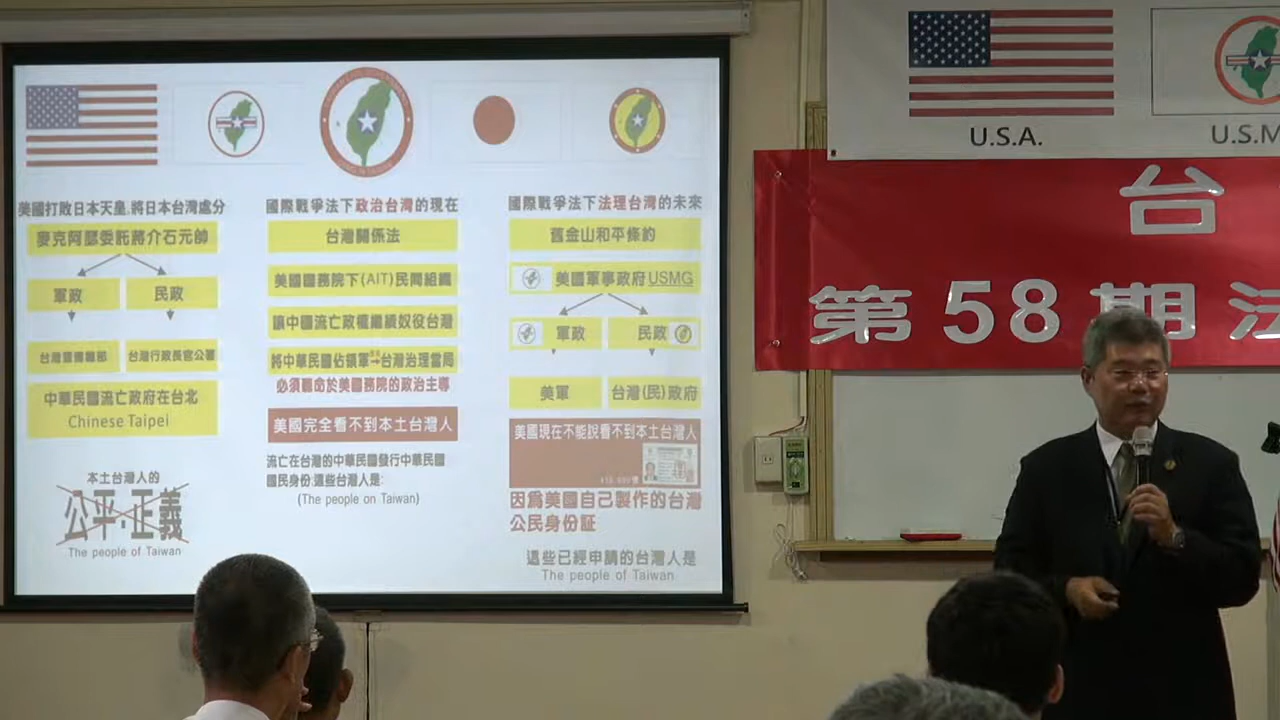 美國打敗日本天皇,將日本台灣處分
麥克阿瑟委託蔣介石元帥
軍政
民政
台灣行政長官公署
中華民國流亡政府在台北
Chinese Taipei
本土台灣人的
公平.正義
The people of Taiwan
國際戰爭法下政治台灣的現在
台灣關係法
美國國務院下(AIT)民間組織
讓中國流亡政權繼續奴役台灣
將中華民國佔領軍 台灣治理當局
必須聽命於美國務院的政治主導
美國完全看不到本土台灣人
流亡在台灣的中華民國發行中華民國
國民身份:這些台灣人是:
(The people on Taiwan)
國際戰爭法下法理台灣的未來
舊金山和平條約
美國軍事政府USMG
軍政
民政
美軍
台灣(民)政府
美國現在不能說看不到本土台灣人
因為美國自己製作的台灣
公民身份証
這些已經申請的台灣人是
The people of Taiwan
U.S.A.
U.S.M
台
第58期法